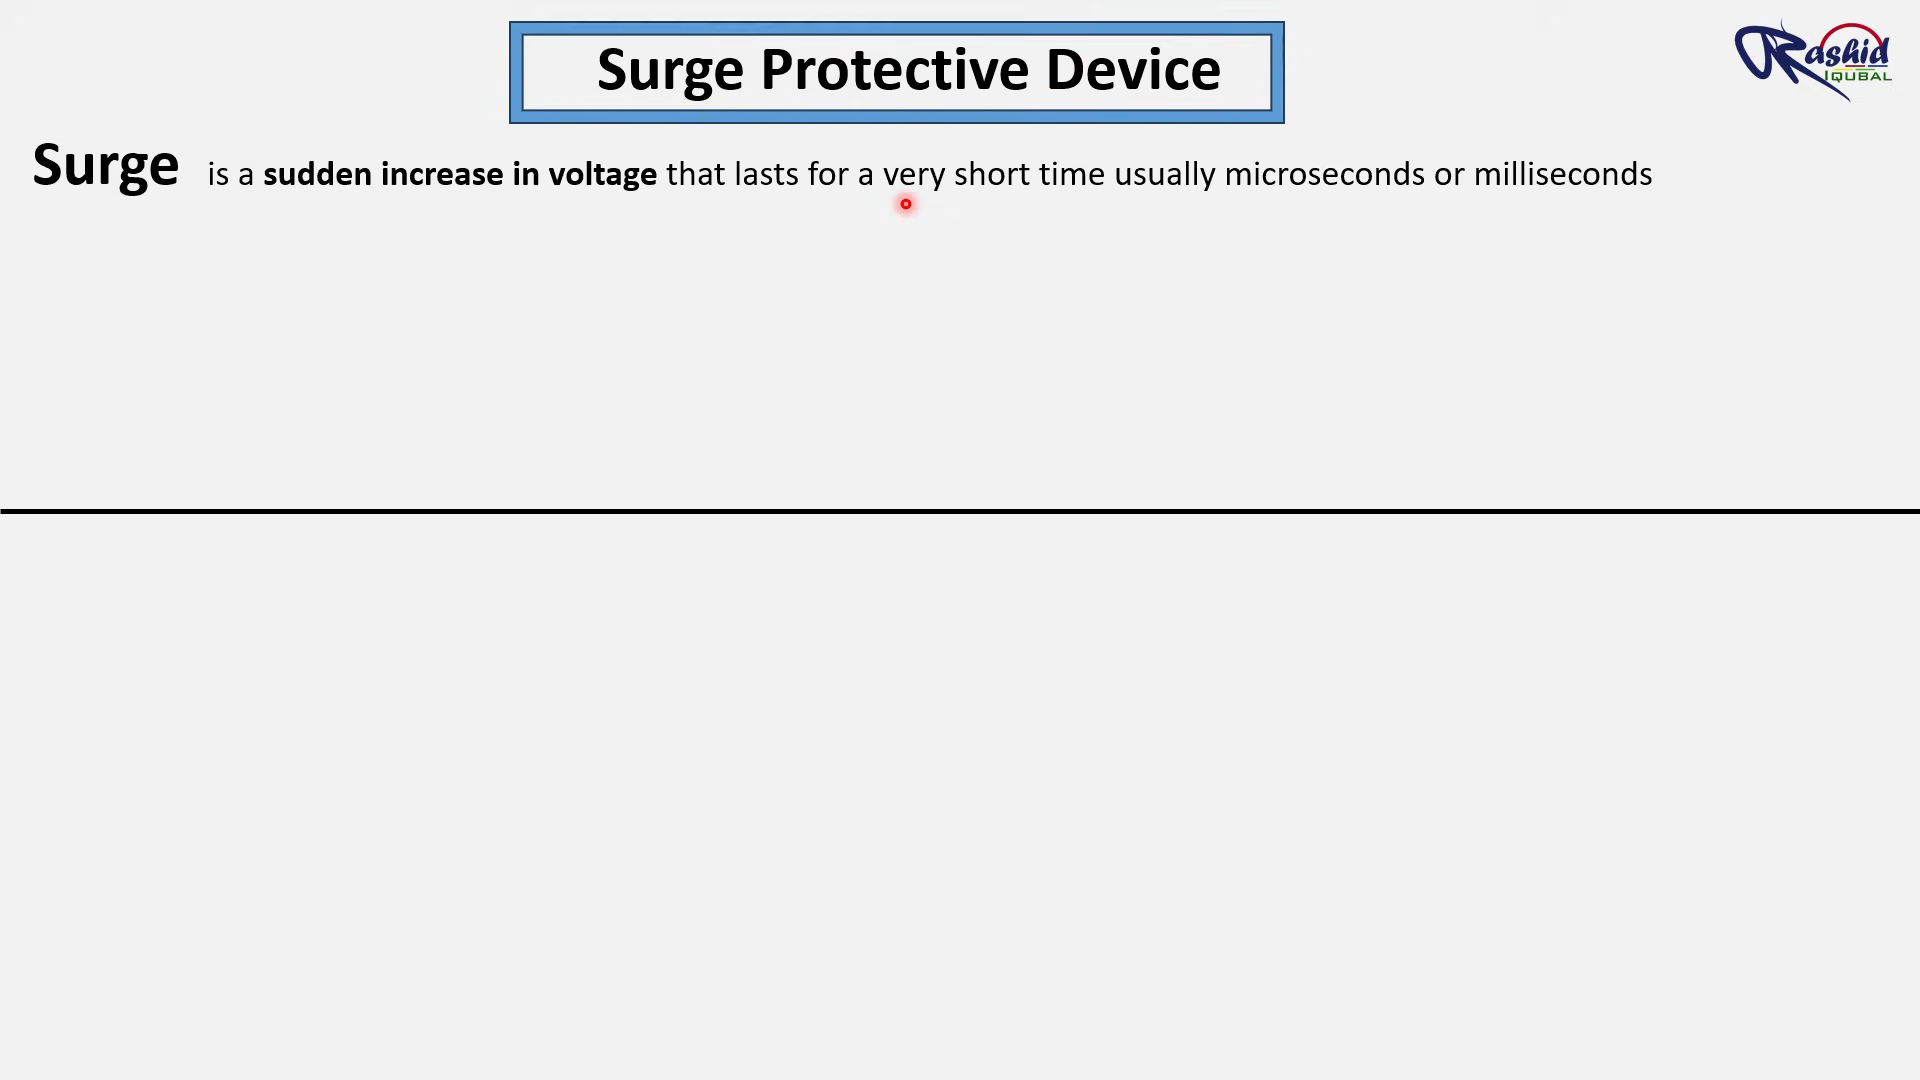 Surge Protective Device
Rashid
IQUBAL
Surge is a sudden increase in voltage that lasts for a very short time usually microseconds or milliseconds